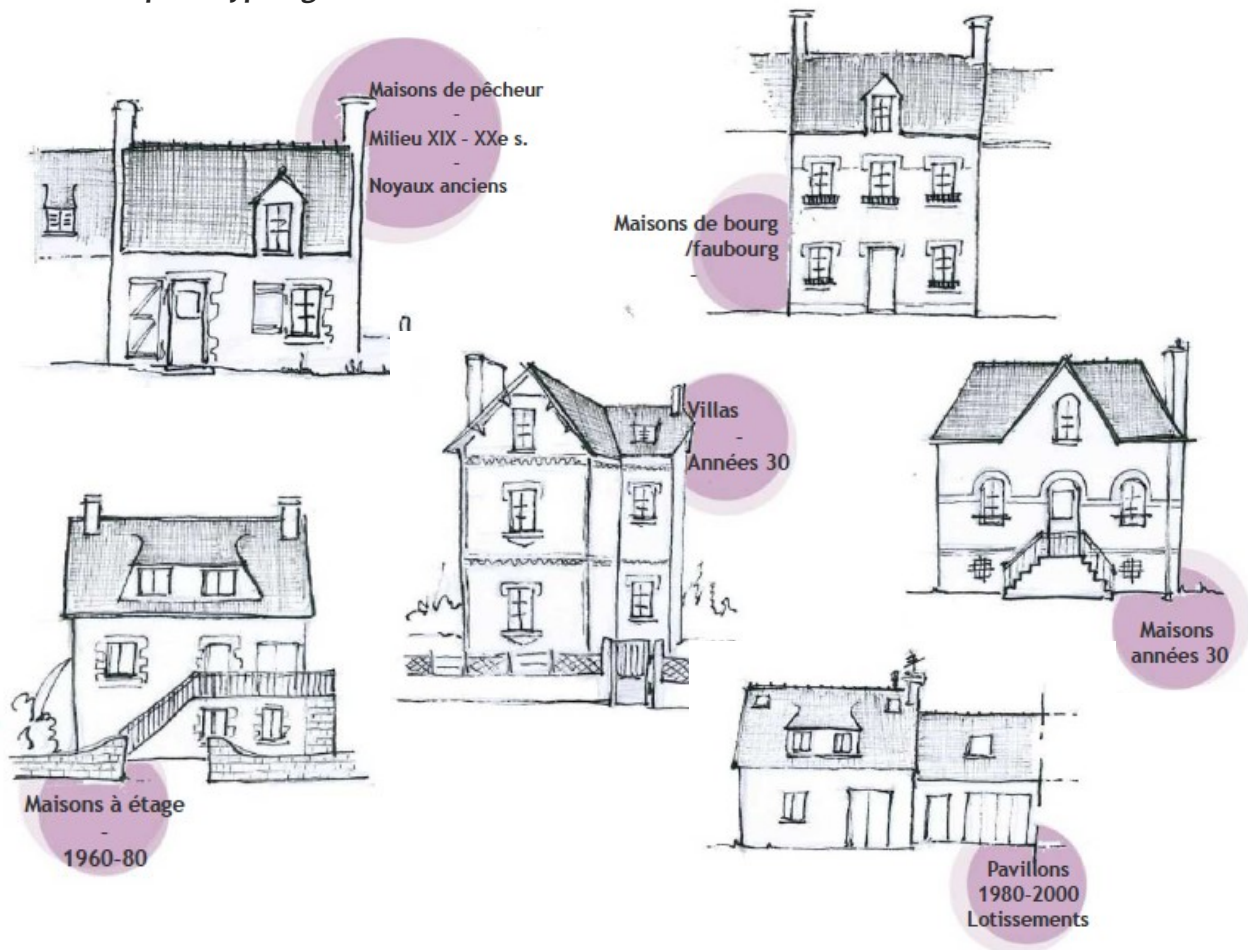 Maisons de pêcheur
-
Milieu XIX - XXe s.
-
Noyaux anciens
Maisons de bourg
/faubourg
-
Villas
-
Années 30
Maisons
années 30
Maisons à étage
-
1960-80
Pavillons
1980-2000
Lotissements